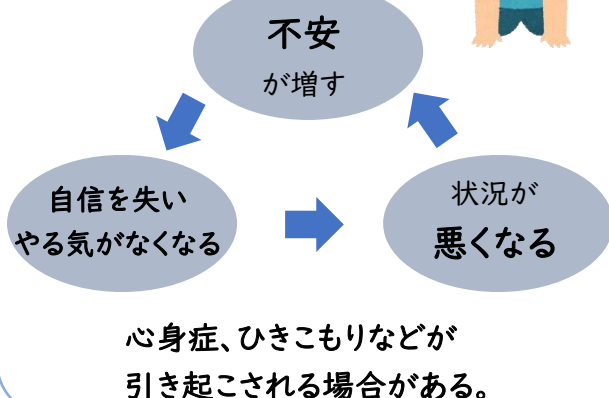 不安
が増す
自信を失い
やる気がなくなる
状況が
悪くなる
心身症、ひきこもりなどが
引き起こされる場合がある。